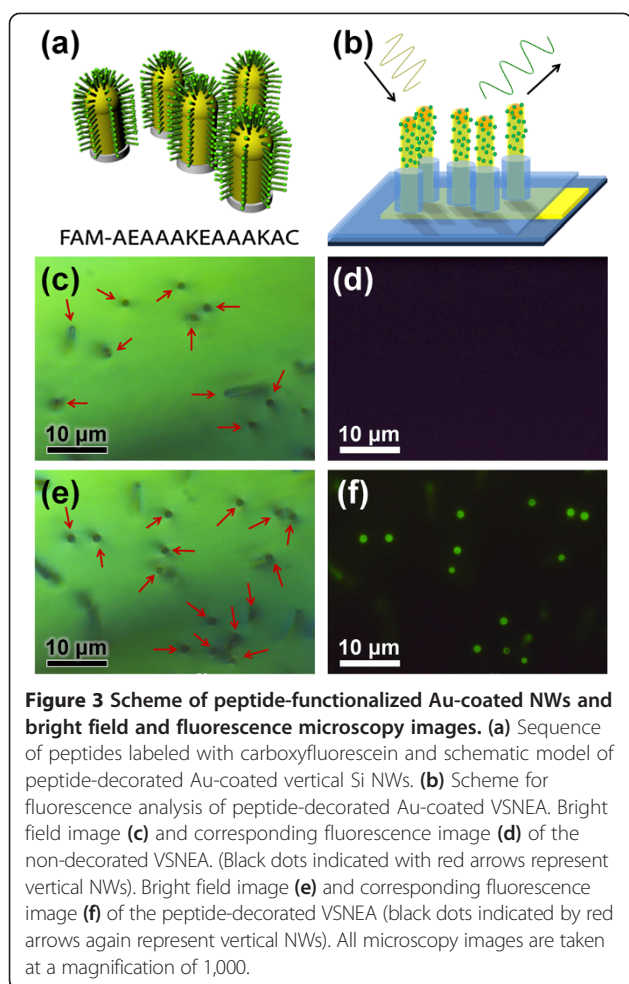 (a)
(b)
FAM-AEAAAKEAAAKAC
(c)
10 µm
(d)
10 µm
(e)
10 µm
(f)
10 µm
Figure 3 Scheme of peptide-functionalized Au-coated NWs and
bright field and fluorescence microscopy images. (a) Sequence
of peptides labeled with carboxyfluorescein and schematic model of
peptide-decorated Au-coated vertical Si NWs. (b) Scheme for
fluorescence analysis of peptide-decorated Au-coated VSNEA. Bright
field image (c) and corresponding fluorescence image (d) of the
non-decorated VSNEA. (Black dots indicated with red arrows represent
vertical NWs). Bright field image (e) and corresponding fluorescence
image (f) of the peptide-decorated VSNEA (black dots indicated by red
arrows again represent vertical NWs). All microscopy images are taken
at a magnification of 1,000.